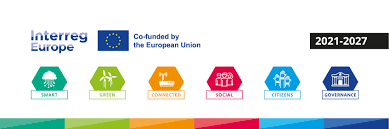 Interreg
Europe
Co-funded by
the European Union
2021-2027
SMART
GREEN
CONNECTED
SOCIAL
CITIZENS
GOVERNANCE